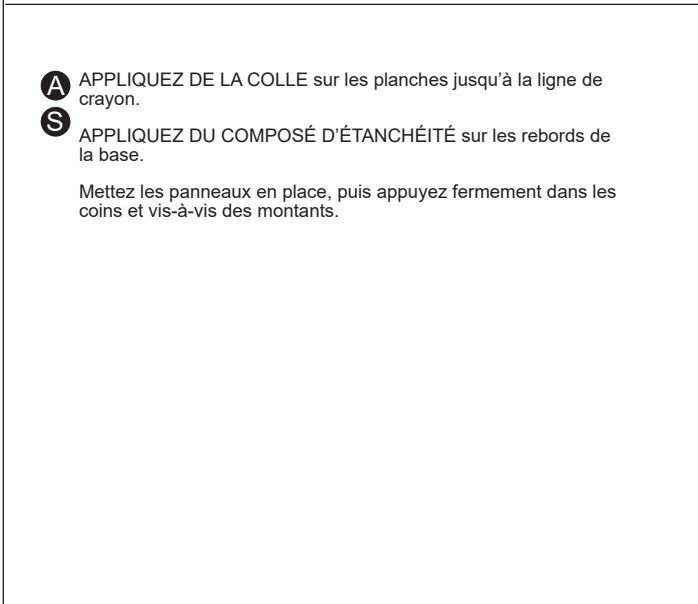 A APPLIQUEZ DE LA COLLE sur les planches jusqu'à la ligne de
crayon.
S
APPLIQUEZ DU COMPOSÉ D'ÉTANCHÉITÉ sur les rebords de
la base.
Mettez les panneaux en place, puis appuyez fermement dans les
coins et vis-à-vis des montants.